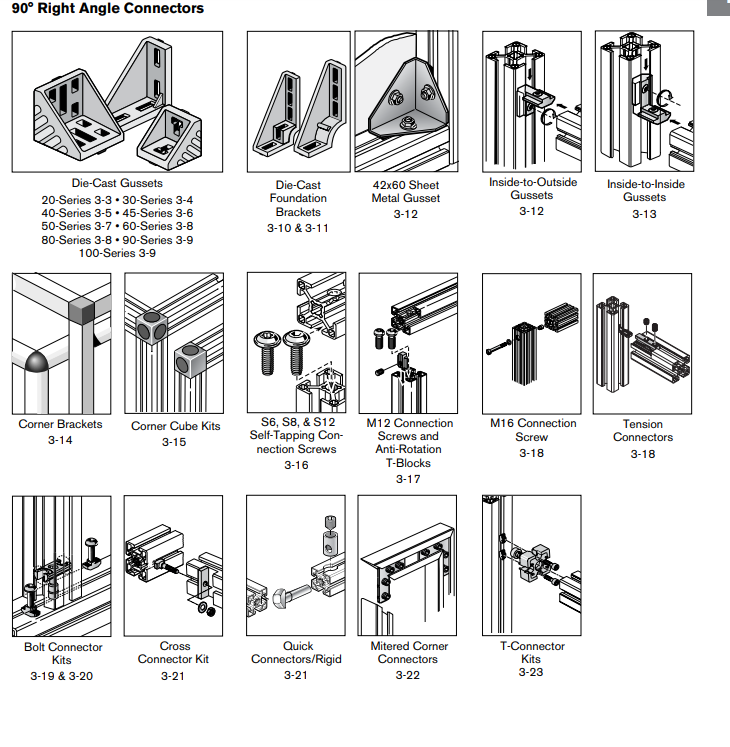 90° Right Angle Connectors
Die-Cast Gussets
20-Series 3-3 • 30-Series 3-4
40-Series 3-5 • 45-Series 3-6
50-Series 3-7 • 60-Series 3-8
80-Series 3-8 • 90-Series 3-9
100-Series 3-9
Die-Cast
Foundation
Brackets
3-10 & 3-11
42x60 Sheet
Metal Gusset
3-12
Inside-to-Outside
Gussets
3-12
Inside-to-Inside
Gussets
3-13
Corner Brackets
3-14
Corner Cube Kits
3-15
S6, S8, & S12
Self-Tapping Con-
nection Screws
3-16
M12 Connection
Screws and
Anti-Rotation
T-Blocks
3-17
M16 Connection
Screw
3-18
Tension
Connectors
3-18
Bolt Connector
Kits
3-19 & 3-20
Cross
Connector Kit
3-21
Quick
Connectors/Rigid
3-21
Mitered Corner
Connectors
3-22
T-Connector
Kits
3-23